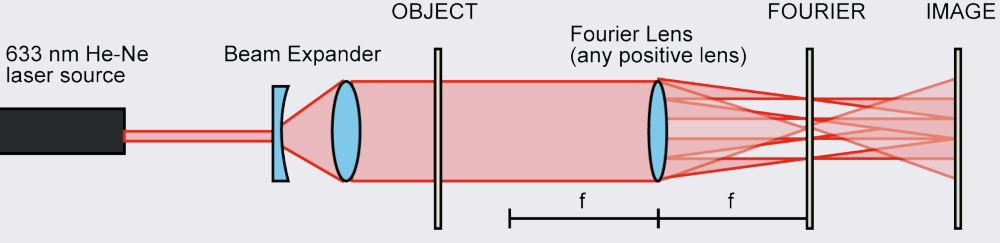 OBJECT
FOURIER
IMAGE
633 nm He-Ne
laser source
Beam Expander
Fourier Lens
(any positive lens)
f
f